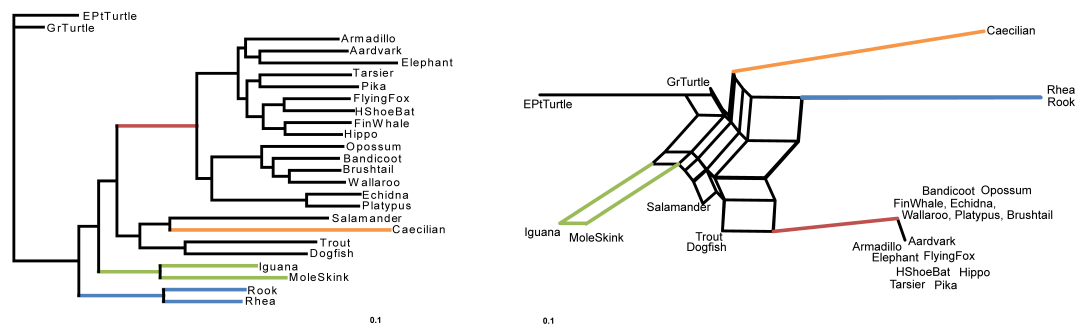 EPtTurtle
GrTurtle
Armadillo
Aardvark
Elephant
Tarsier
Pika
FlyingFox
HShoeBat
FinWhale
Hippo
Opossum
Bandicoot
Brushtail
Wallaroo
Echidna
Platypus
Salamander
Caecilian
Trout
Dogfish
Iguana
MoleSkink
Rook
Rhea
0.1
Caecilian
GrTurtle
EPtTurtle
Rhea
Rook
Salamander
Iguana
MoleSkink
Trout
Dogfish
Bandicoot Opossum
FinWhale, Echidna,
Wallaroo, Platypus, Brushtail
Aardvark
Armadillo
Elephant FlyingFox
HShoeBat Hippo
Tarsier Pika
0.1